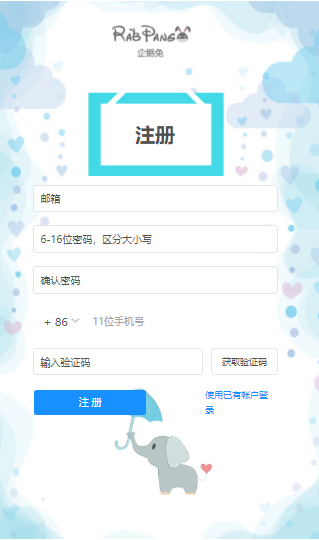 RabPang
企鹅兔
注册
邮箱
6-16位密码，区分大小写
确认密码
+ 86 11位手机号
输入验证码 获取验证码
注 册 使用已有帐户登
录